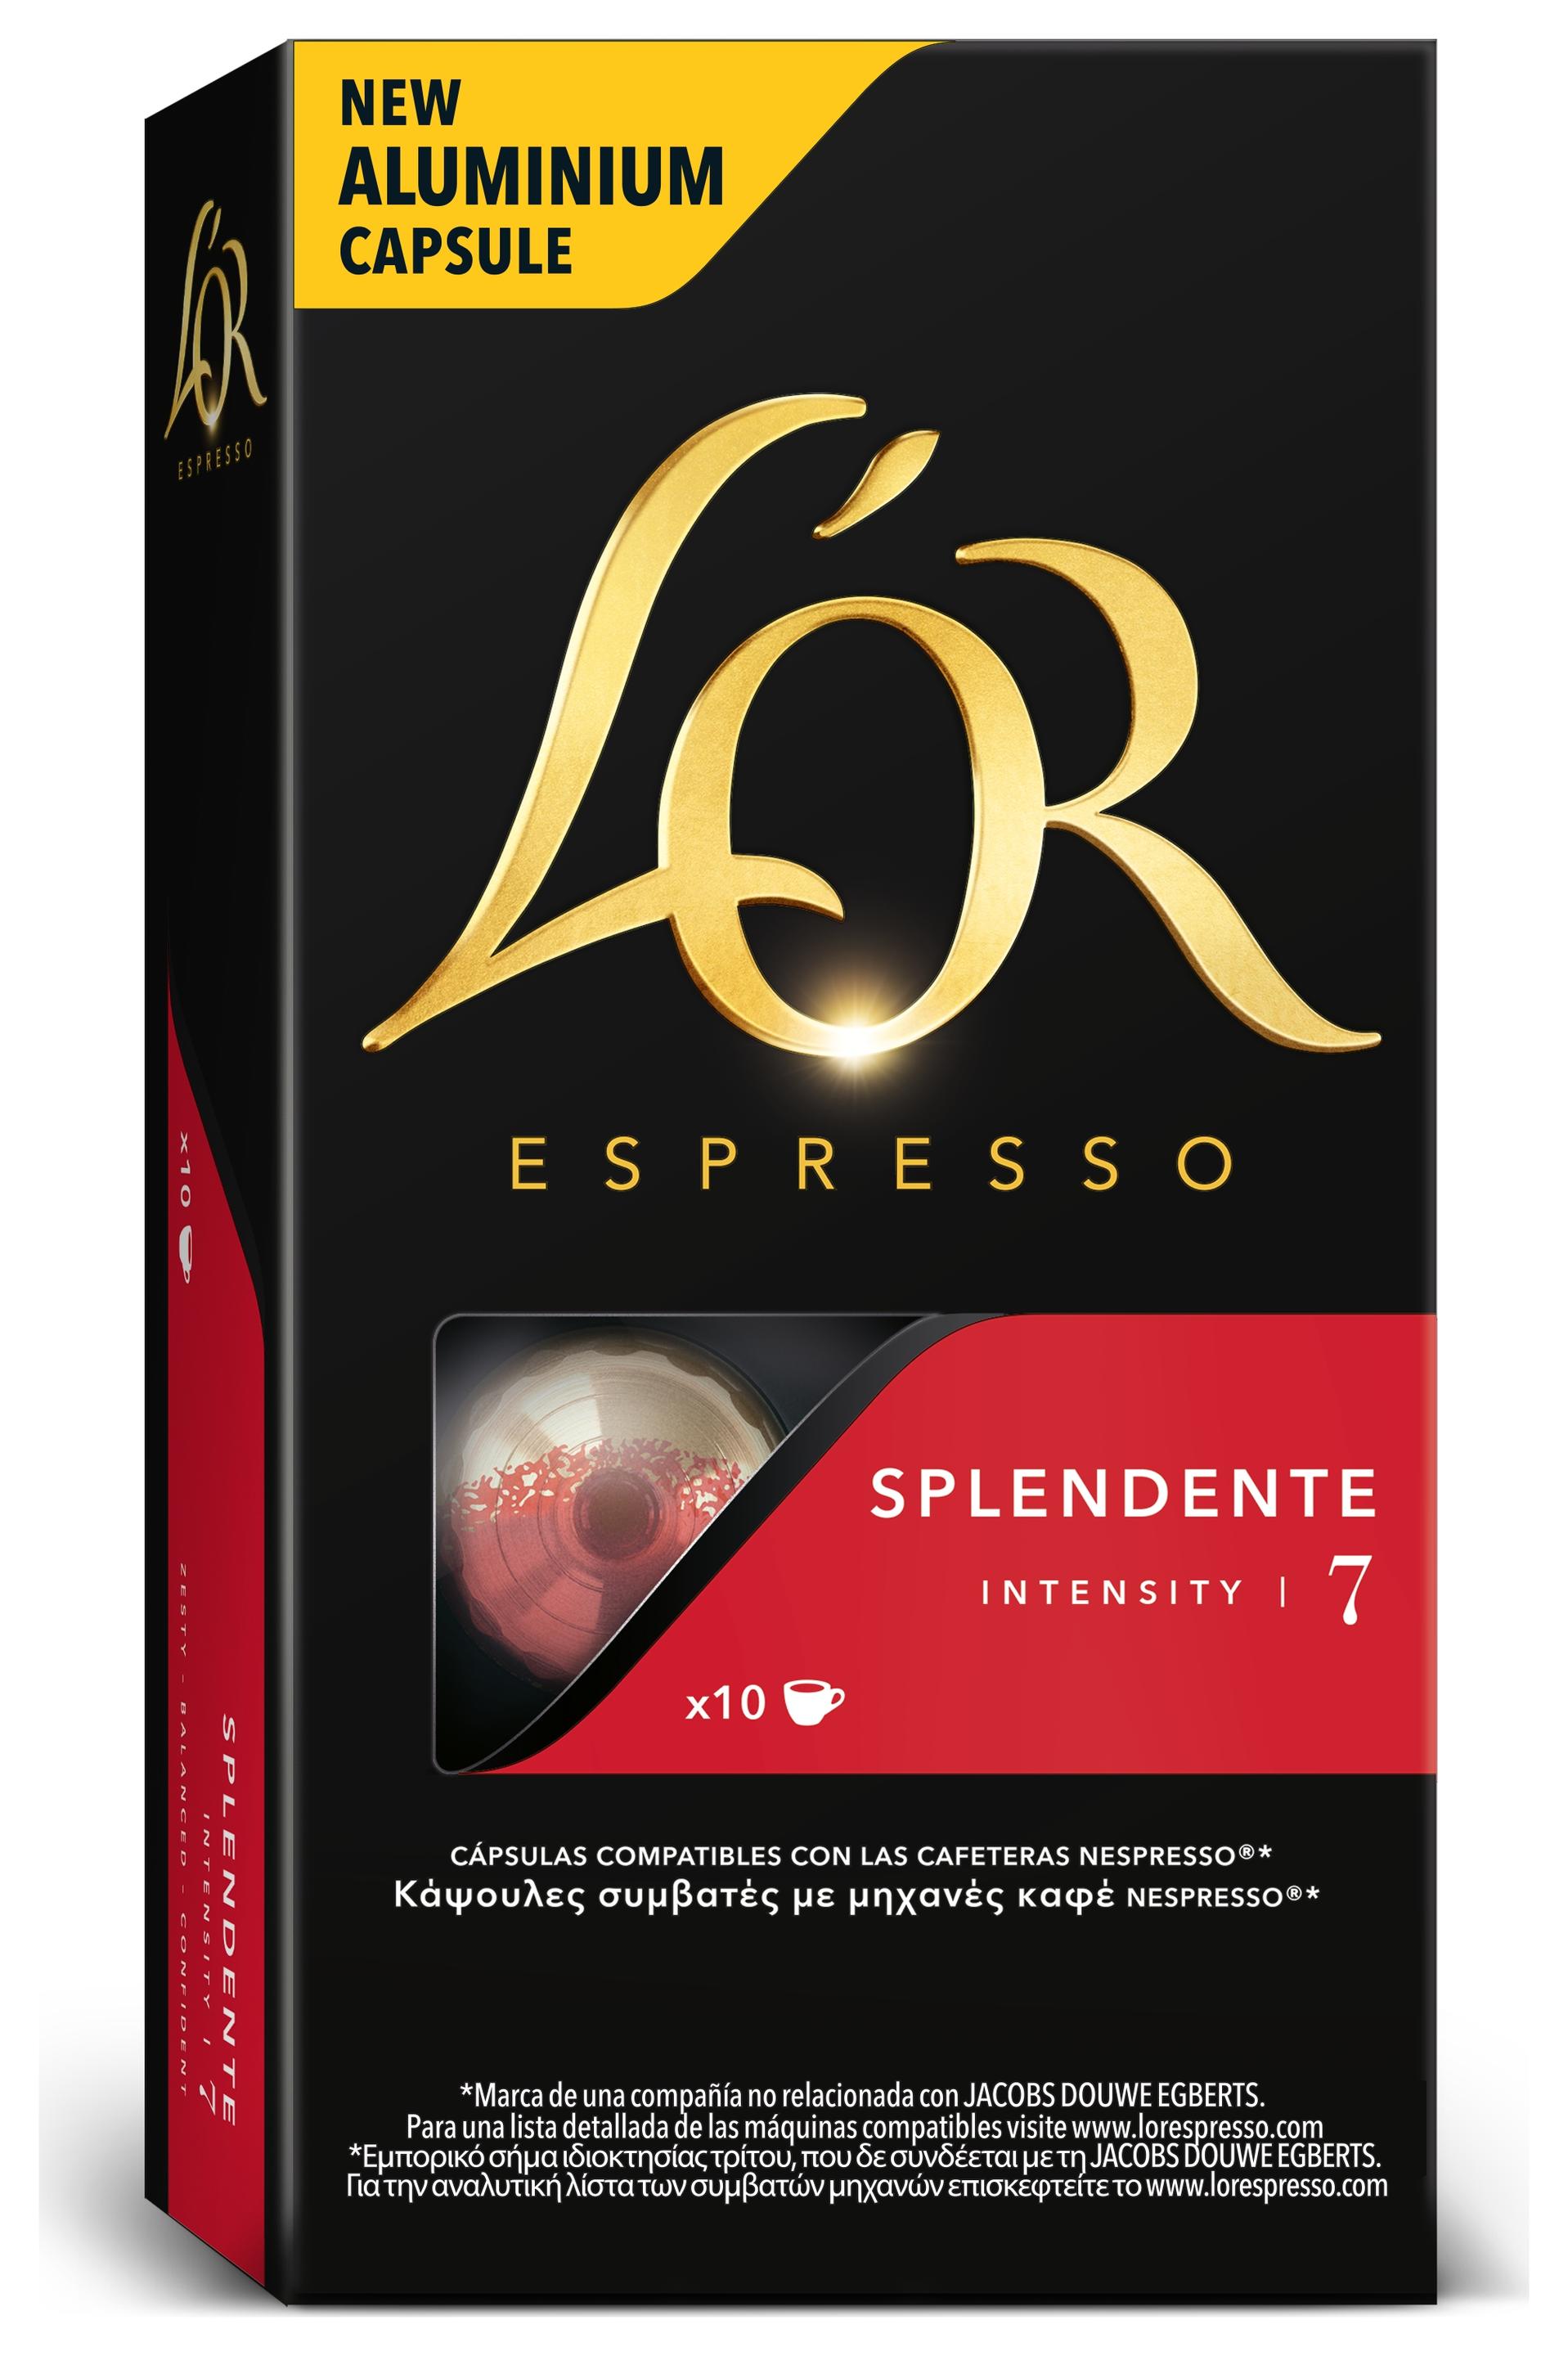 NEW
ALUMINIUM
CAPSULE
L'OR
ESPRESSO
SPLENDENTE
INTENSITY | 7
x10
CÁPSULAS COMPATIBLES CON LAS CAFETERAS NESPRESSO®*
Κάψουλες συμβατές με μηχανές καφέ NESPRESSO®*
*Marca de una compañía no relacionada con JACOBS DOUWE EGBERTS.
Para una lista detallada de las máquinas compatibles visite www.lorespresso.com
*Εμπορικό σήμα ιδιοκτησίας τρίτου, που δε συνδέεται με τη JACOBS DOUWE EGBERTS.
Για την αναλυτική λίστα των συμβατών μηχανών επισκεφτείτε το www.lorespresso.com
L'OR
ESPRESSO
x10
SPLENDENTE
INTENSITY | 7
ZESTY - BALANCED - CONFIDENT